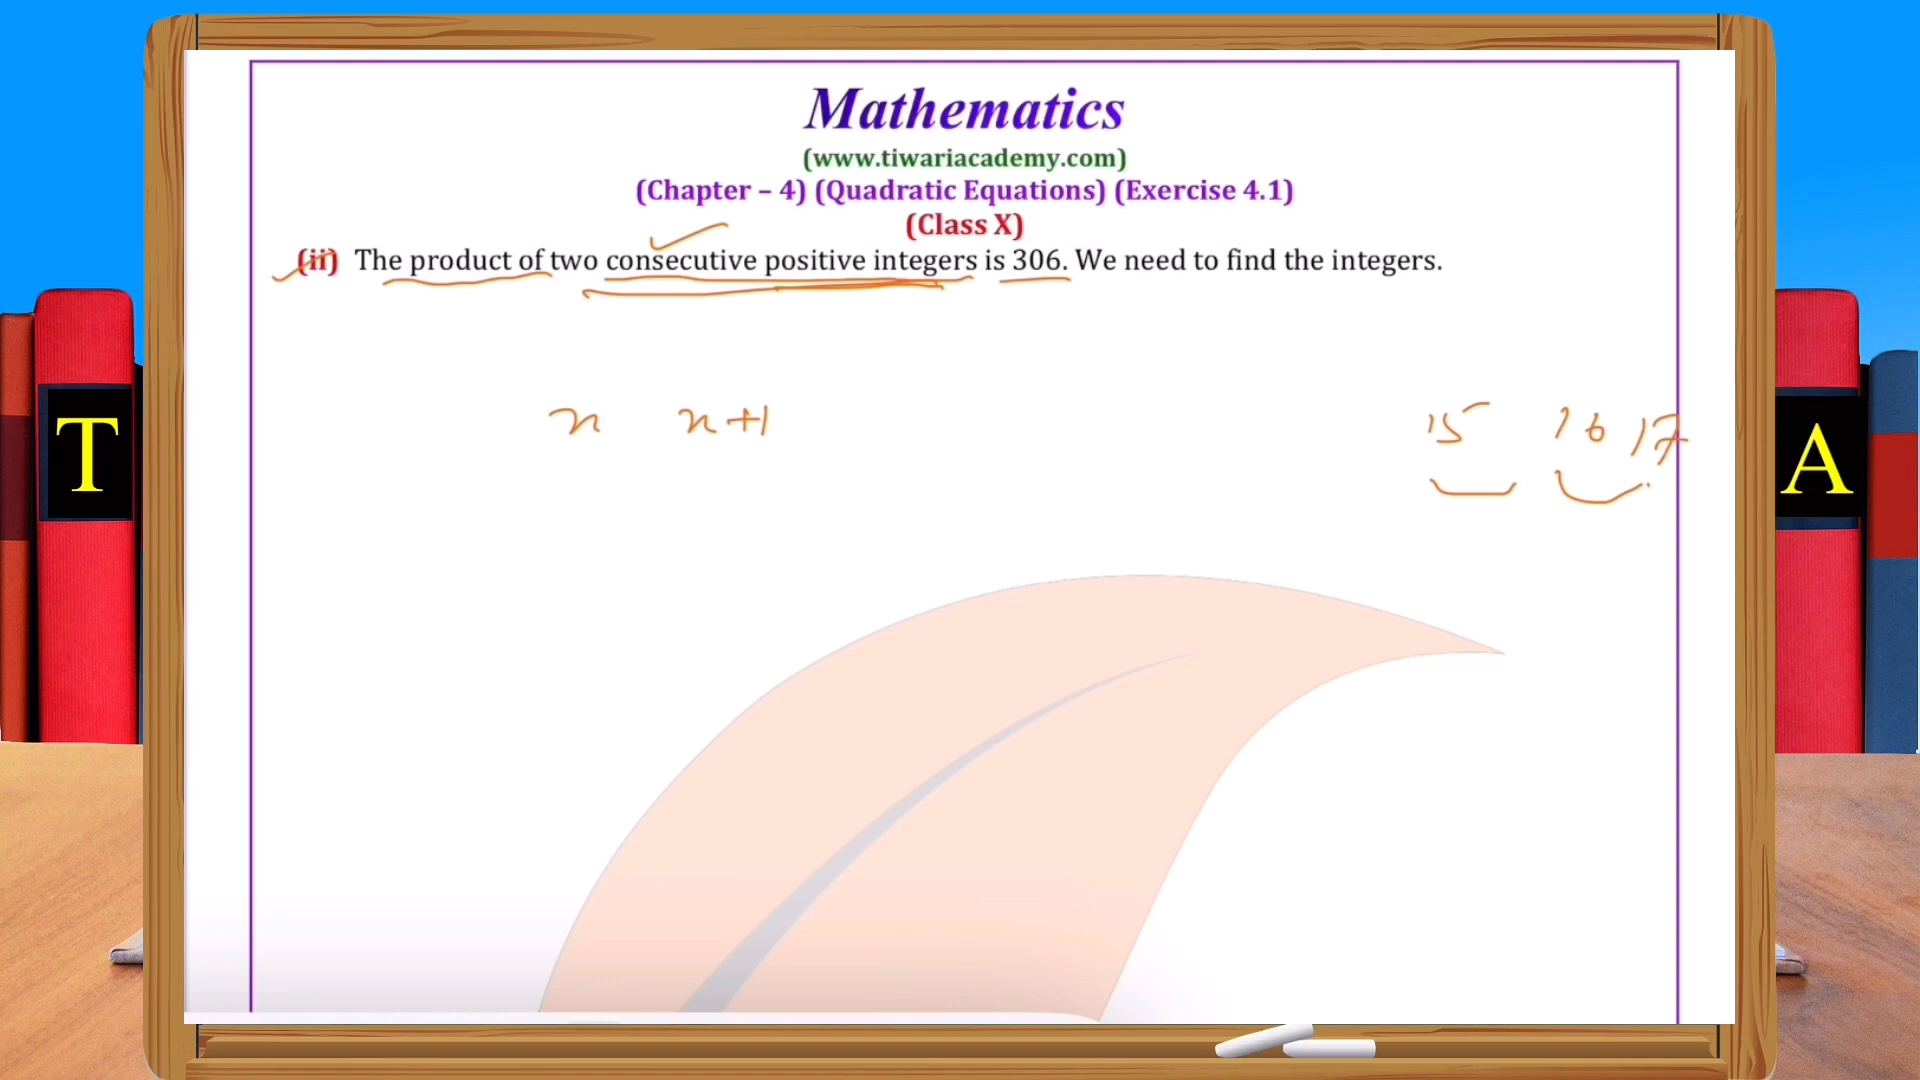 Mathematics
(www.tiwariacademy.com)
(Chapter – 4) (Quadratic Equations) (Exercise 4.1)
(Class X)
(ii) The product of two consecutive positive integers is 306. We need to find the integers.
x x+1 15 16 17
T A